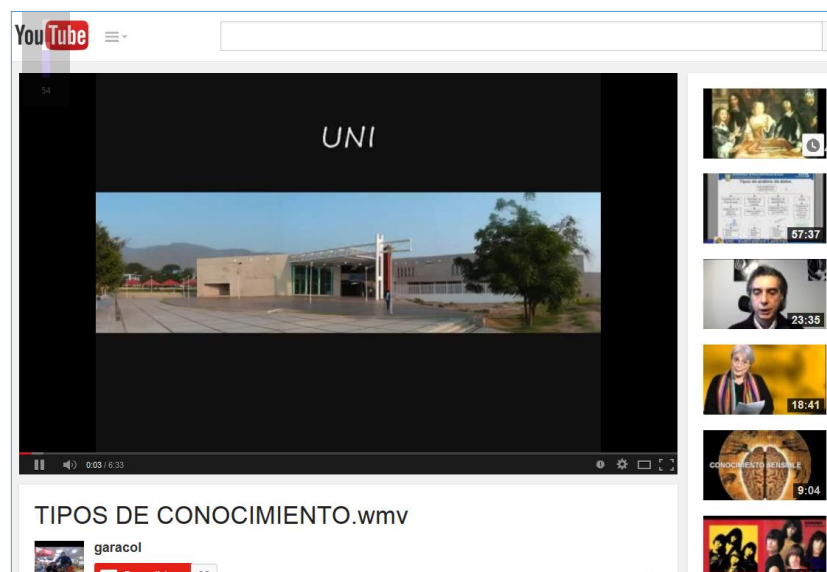 YouTube
54
UNI
57:37
23:35
18:41
CONOCIMIENTO SENSIBLE
9:04
0:03 / 6:33
TIPOS DE CONOCIMIENTO.wmv
garacol